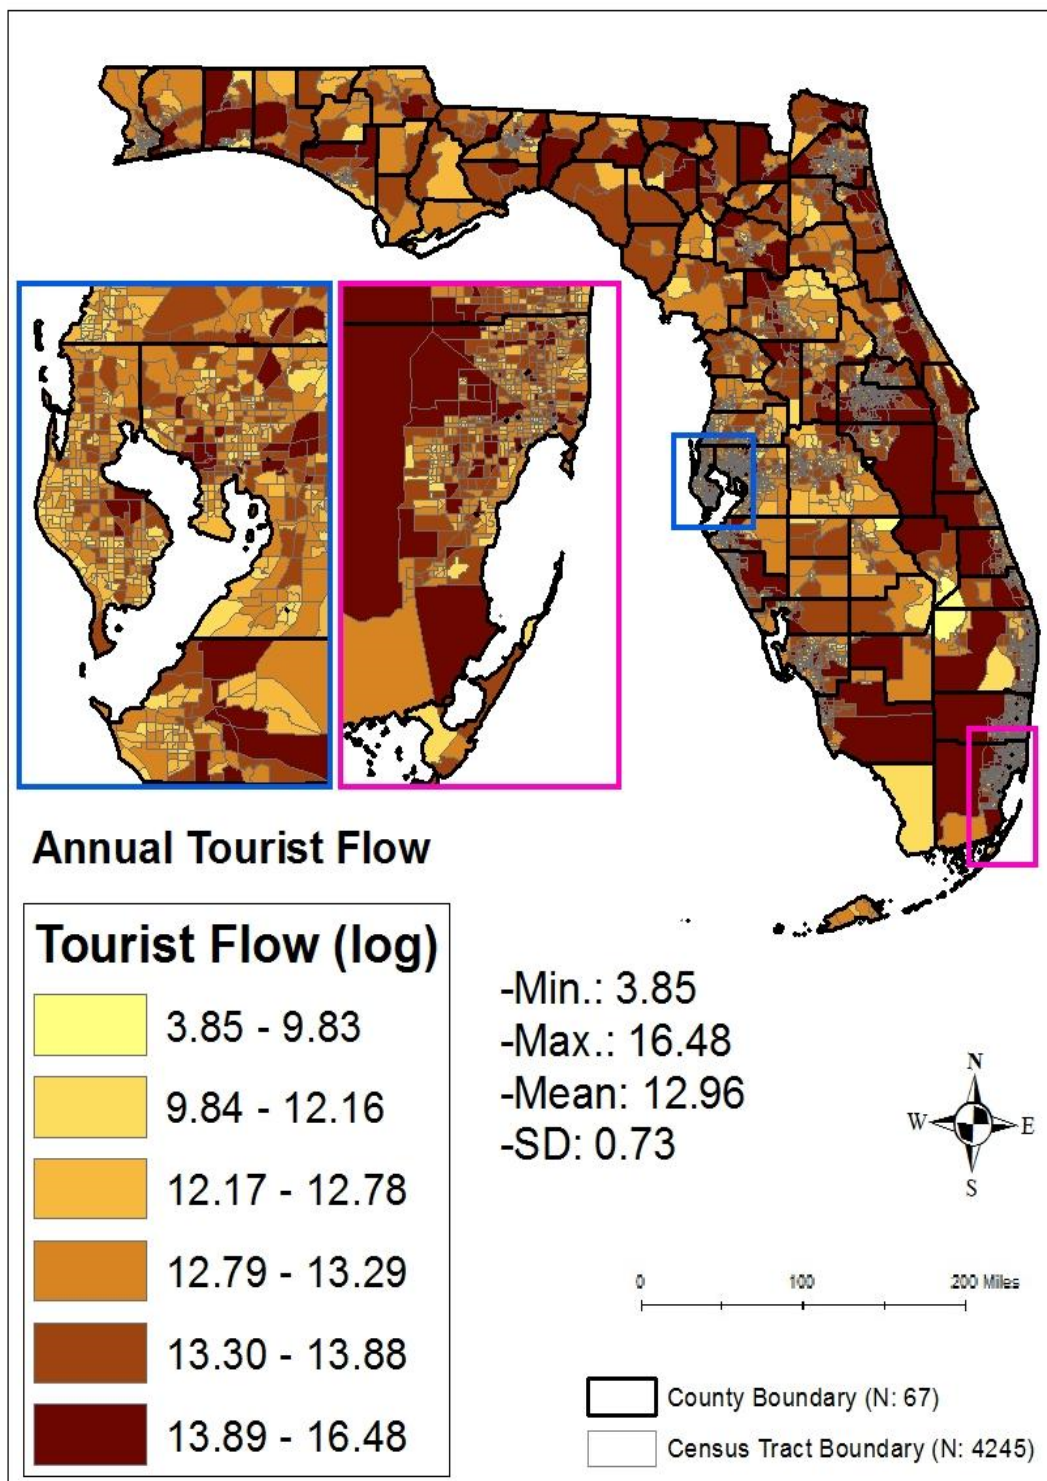 Annual Tourist Flow
Tourist Flow (log)
3.85 - 9.83
9.84 - 12.16
12.17 - 12.78
12.79 - 13.29
13.30 - 13.88
13.89 - 16.48
-Min.: 3.85
-Max.: 16.48
-Mean: 12.96
-SD: 0.73
N
W E
S
0 100 200 Miles
County Boundary (N: 67)
Census Tract Boundary (N: 4245)